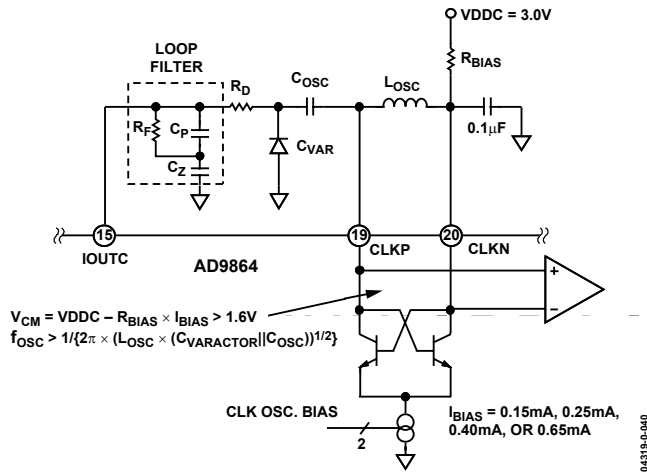 VDDC = 3.0V
LOOP
FILTER
RBIAS
RD
COSC
LOSC
RF
CP
CZ
CVAR
0.1µF
15
19
20
IOUTC
CLKP
CLKN
AD9864
VCM = VDDC – RBIAS × IBIAS > 1.6V
fOSC > 1/{2π × (LOSC × (CVARACTOR||COSC))1/2}
+
–
CLK OSC. BIAS
2
IBIAS = 0.15mA, 0.25mA,
0.40mA, OR 0.65mA
04319-0-040